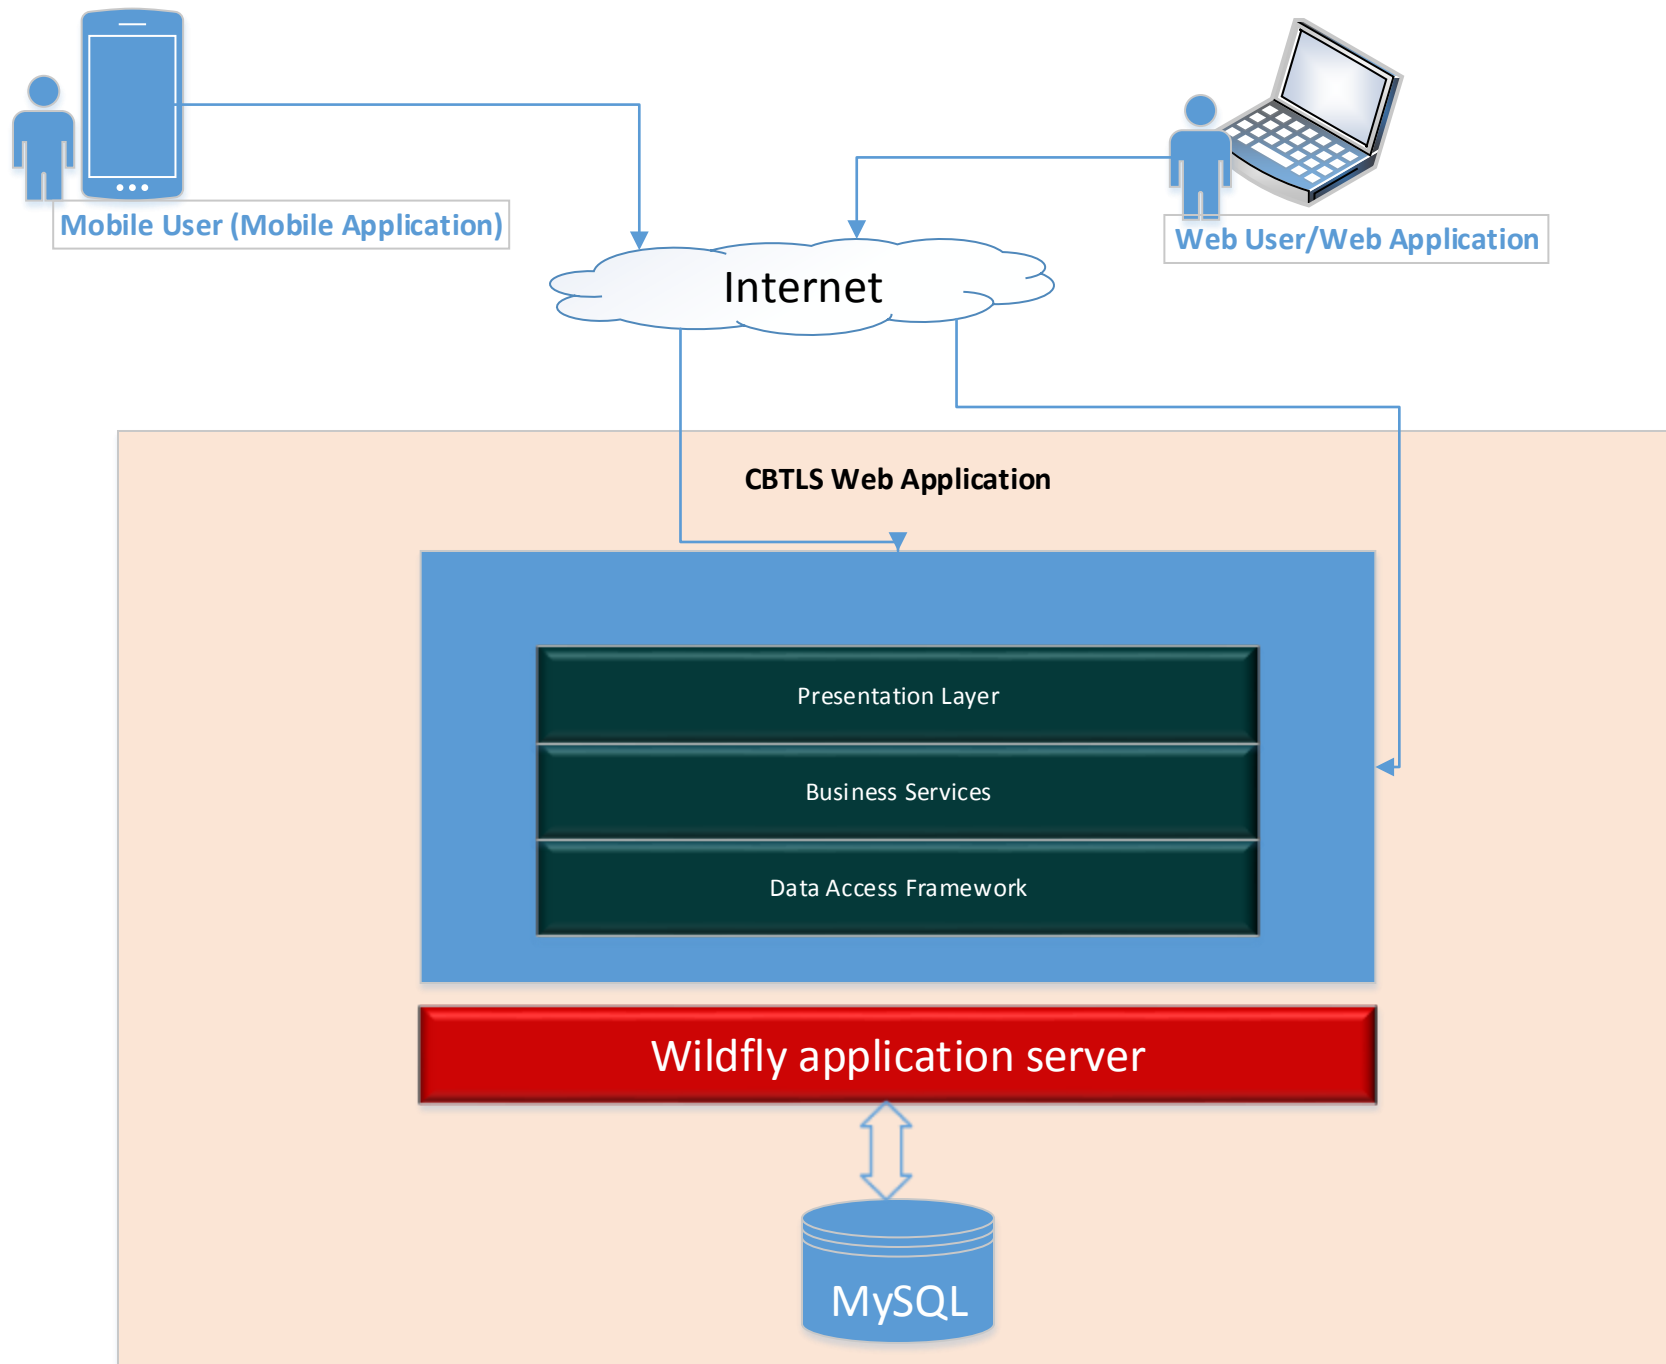 Mobile User (Mobile Application)
Web User/Web Application
Internet
CBTLS Web Application
Presentation Layer
Business Services
Data Access Framework
Wildfly application server
MySQL